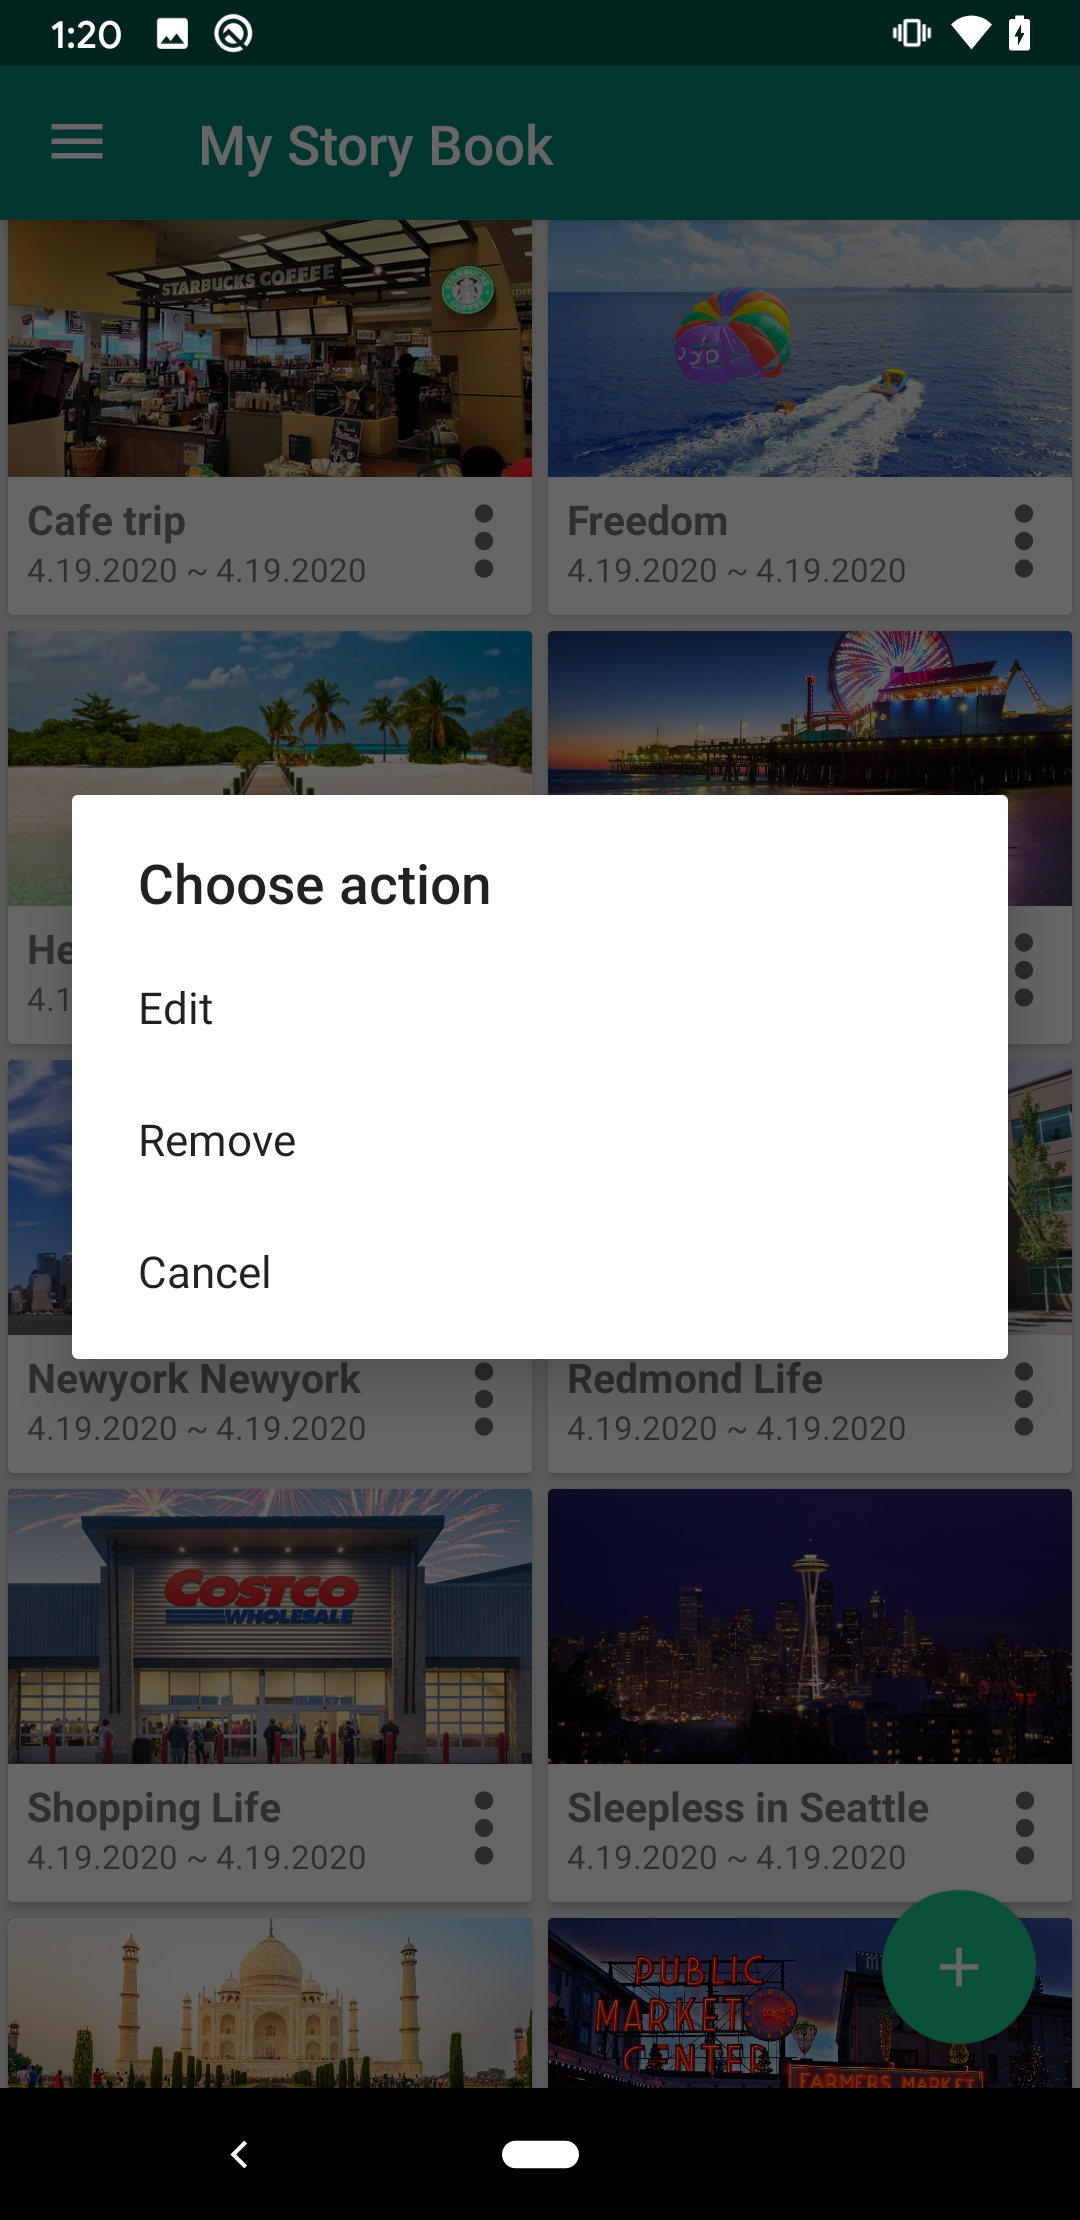 1:20
My Story Book
STARBUCKS COFFEE
Cafe trip
4.19.2020 ~ 4.19.2020
Freedom
4.19.2020 ~ 4.19.2020
He
4.1
Choose action
Edit
Remove
Cancel
Newyork Newyork
4.19.2020 ~ 4.19.2020
Redmond Life
4.19.2020 ~ 4.19.2020
COSTCO
WHOLESALE
Shopping Life
4.19.2020 ~ 4.19.2020
Sleepless in Seattle
4.19.2020 ~ 4.19.2020
PUBLIC
MARKET
CENTER
FARMERS MARKET